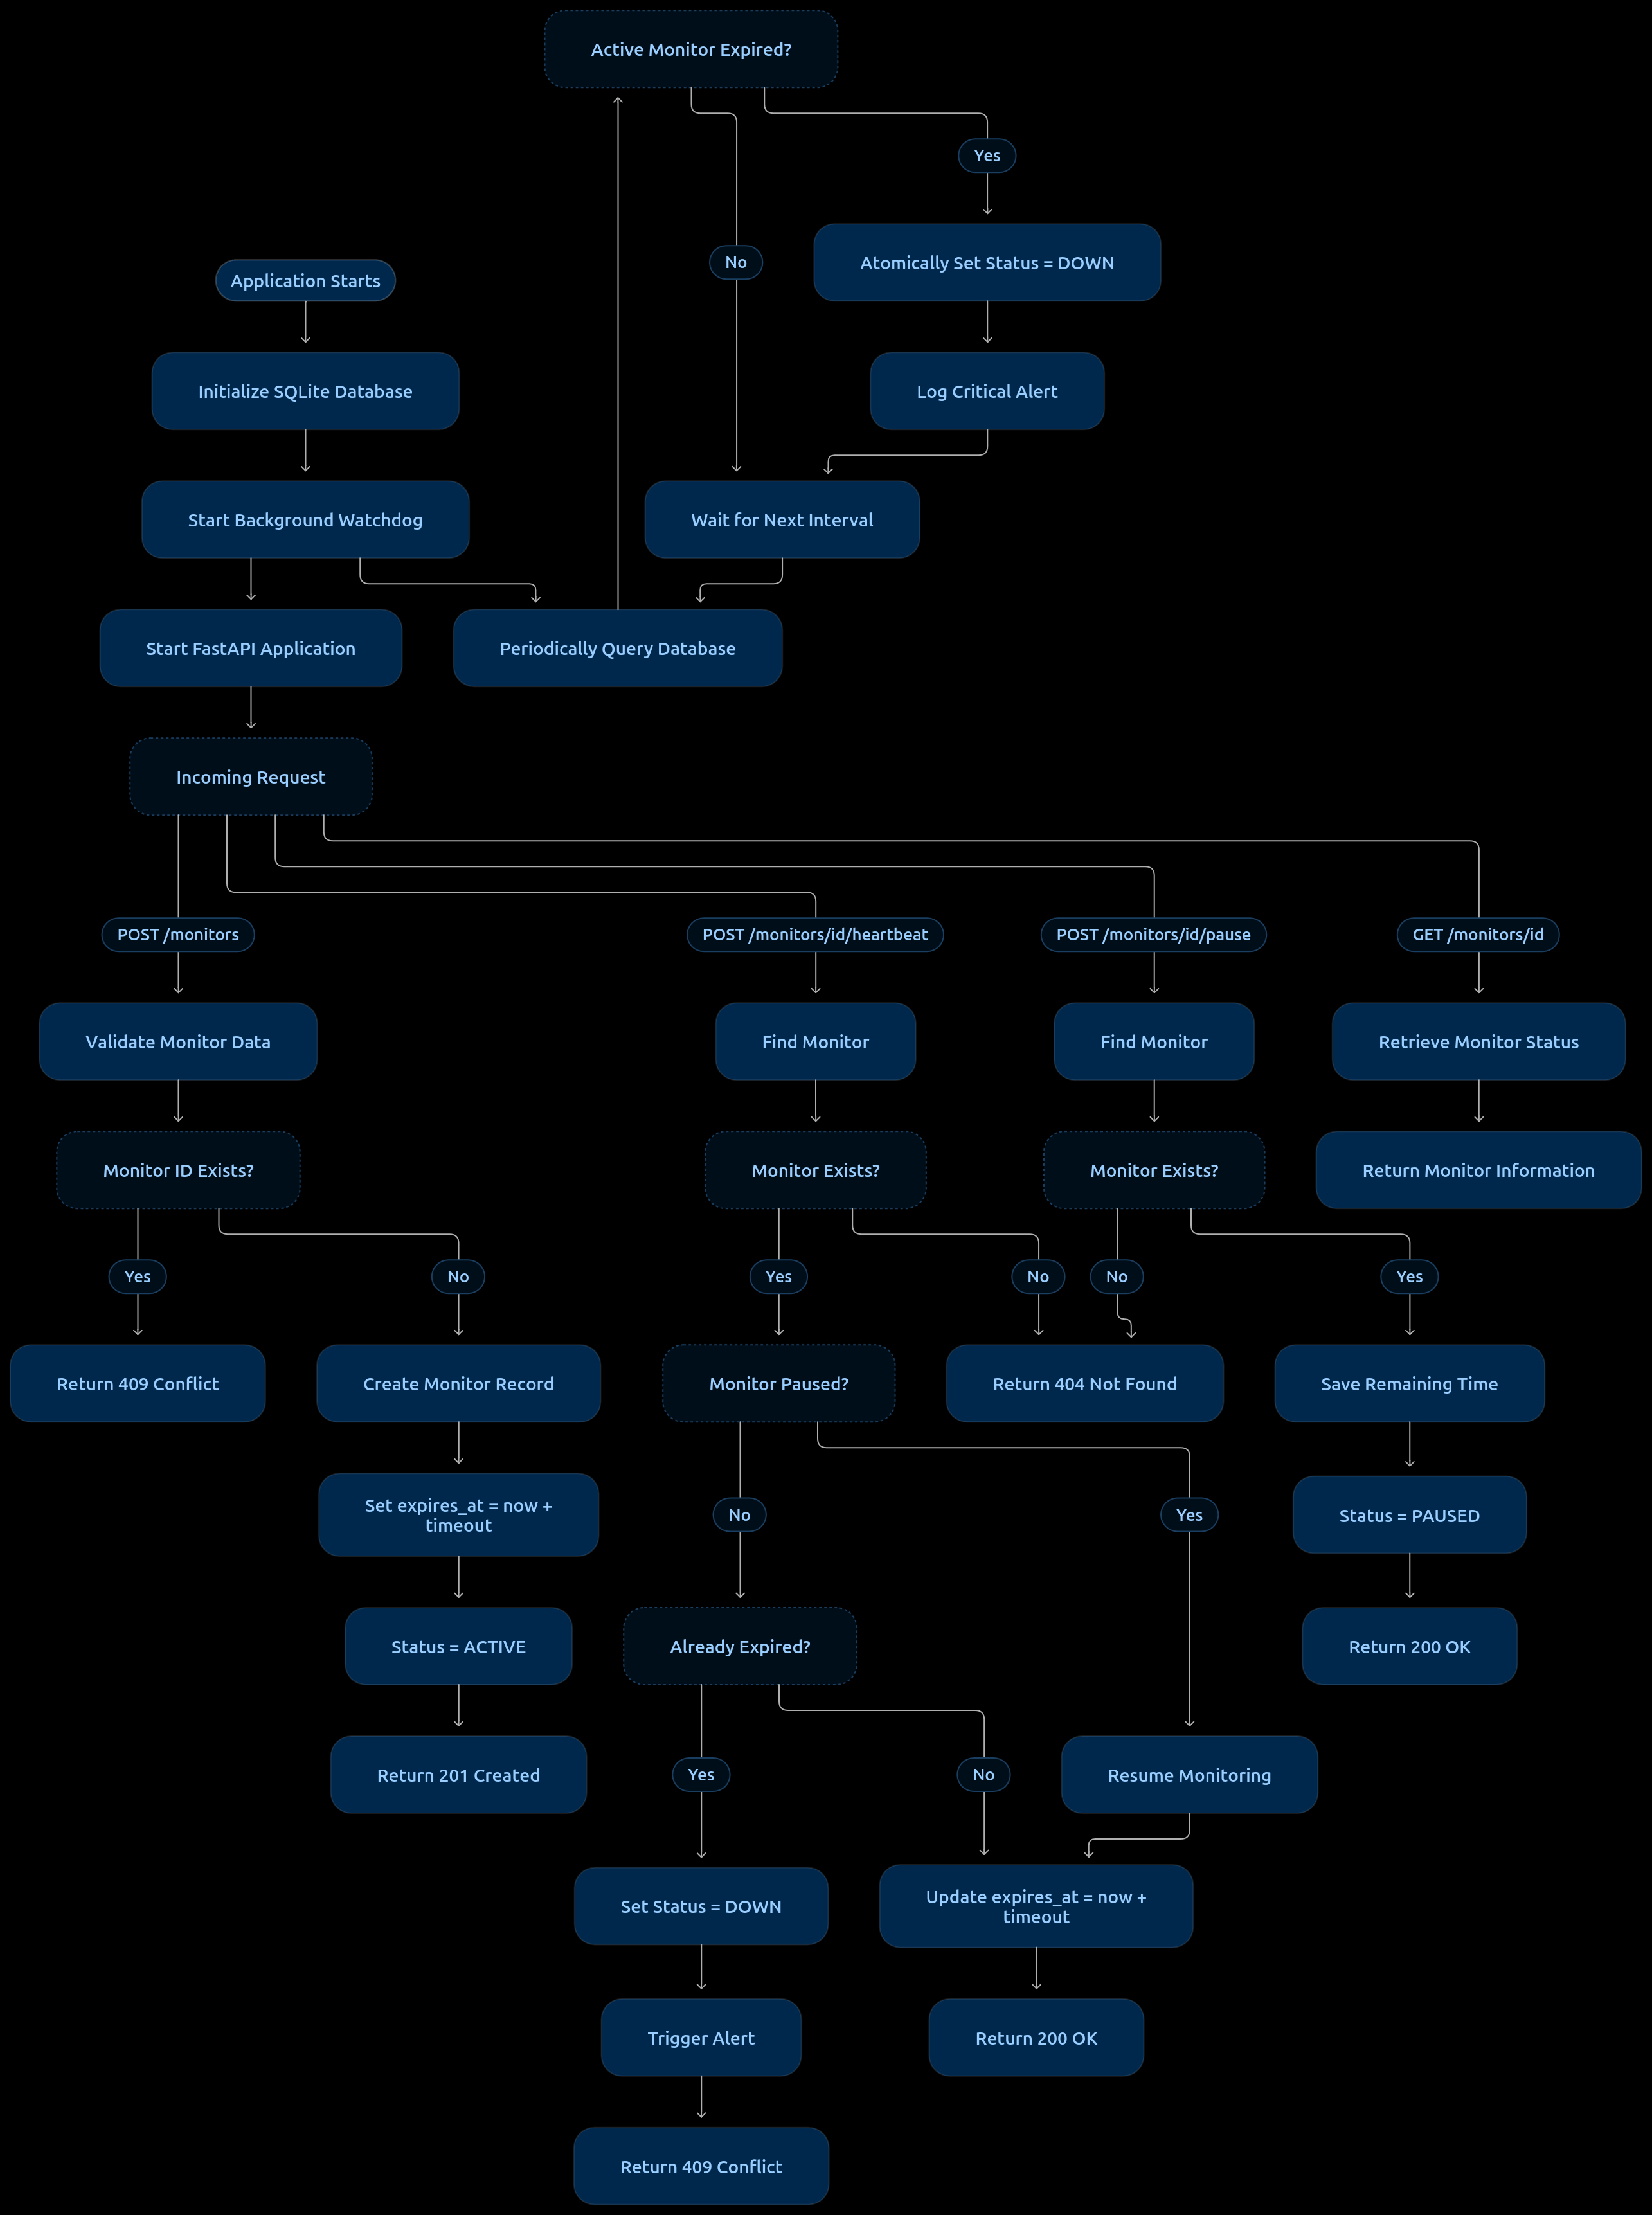 Active Monitor Expired?
Yes
No
Atomically Set Status = DOWN
Application Starts
Initialize SQLite Database
Log Critical Alert
Start Background Watchdog
Wait for Next Interval
Start FastAPI Application
Periodically Query Database
Incoming Request
POST /monitors
POST /monitors/id/heartbeat
POST /monitors/id/pause
GET /monitors/id
Validate Monitor Data
Find Monitor
Find Monitor
Retrieve Monitor Status
Monitor ID Exists?
Monitor Exists?
Monitor Exists?
Return Monitor Information
Yes
No
Yes
No
No
Yes
Return 409 Conflict
Create Monitor Record
Monitor Paused?
Return 404 Not Found
Save Remaining Time
Set expires_at = now +
timeout
No
Yes
Status = PAUSED
Status = ACTIVE
Already Expired?
Return 200 OK
Return 201 Created
Yes
No
Resume Monitoring
Set Status = DOWN
Update expires_at = now +
timeout
Trigger Alert
Return 200 OK
Return 409 Conflict